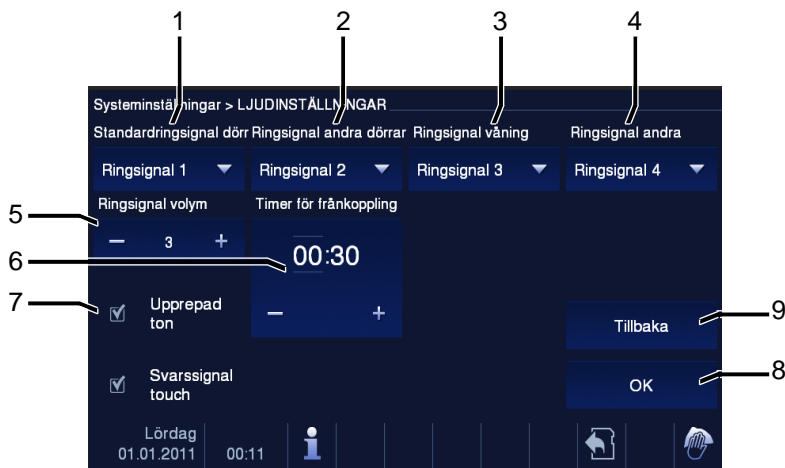 1 2 3 4
Systeminställningar > LJUDINSTÄLLNINGAR
Standardringsignal dörr Ringsignal andra dörrar Ringsignal våning Ringsignal andra
Ringsignal 1 Ringsignal 2 Ringsignal 3 Ringsignal 4
Ringsignal volym Timer för frånkoppling
5
− 3 +
00:30
6
7
Upprepad
ton
− +
Tillbaka
9
Svarssignal
touch
OK
8
Lördag
01.01.2011 00:11